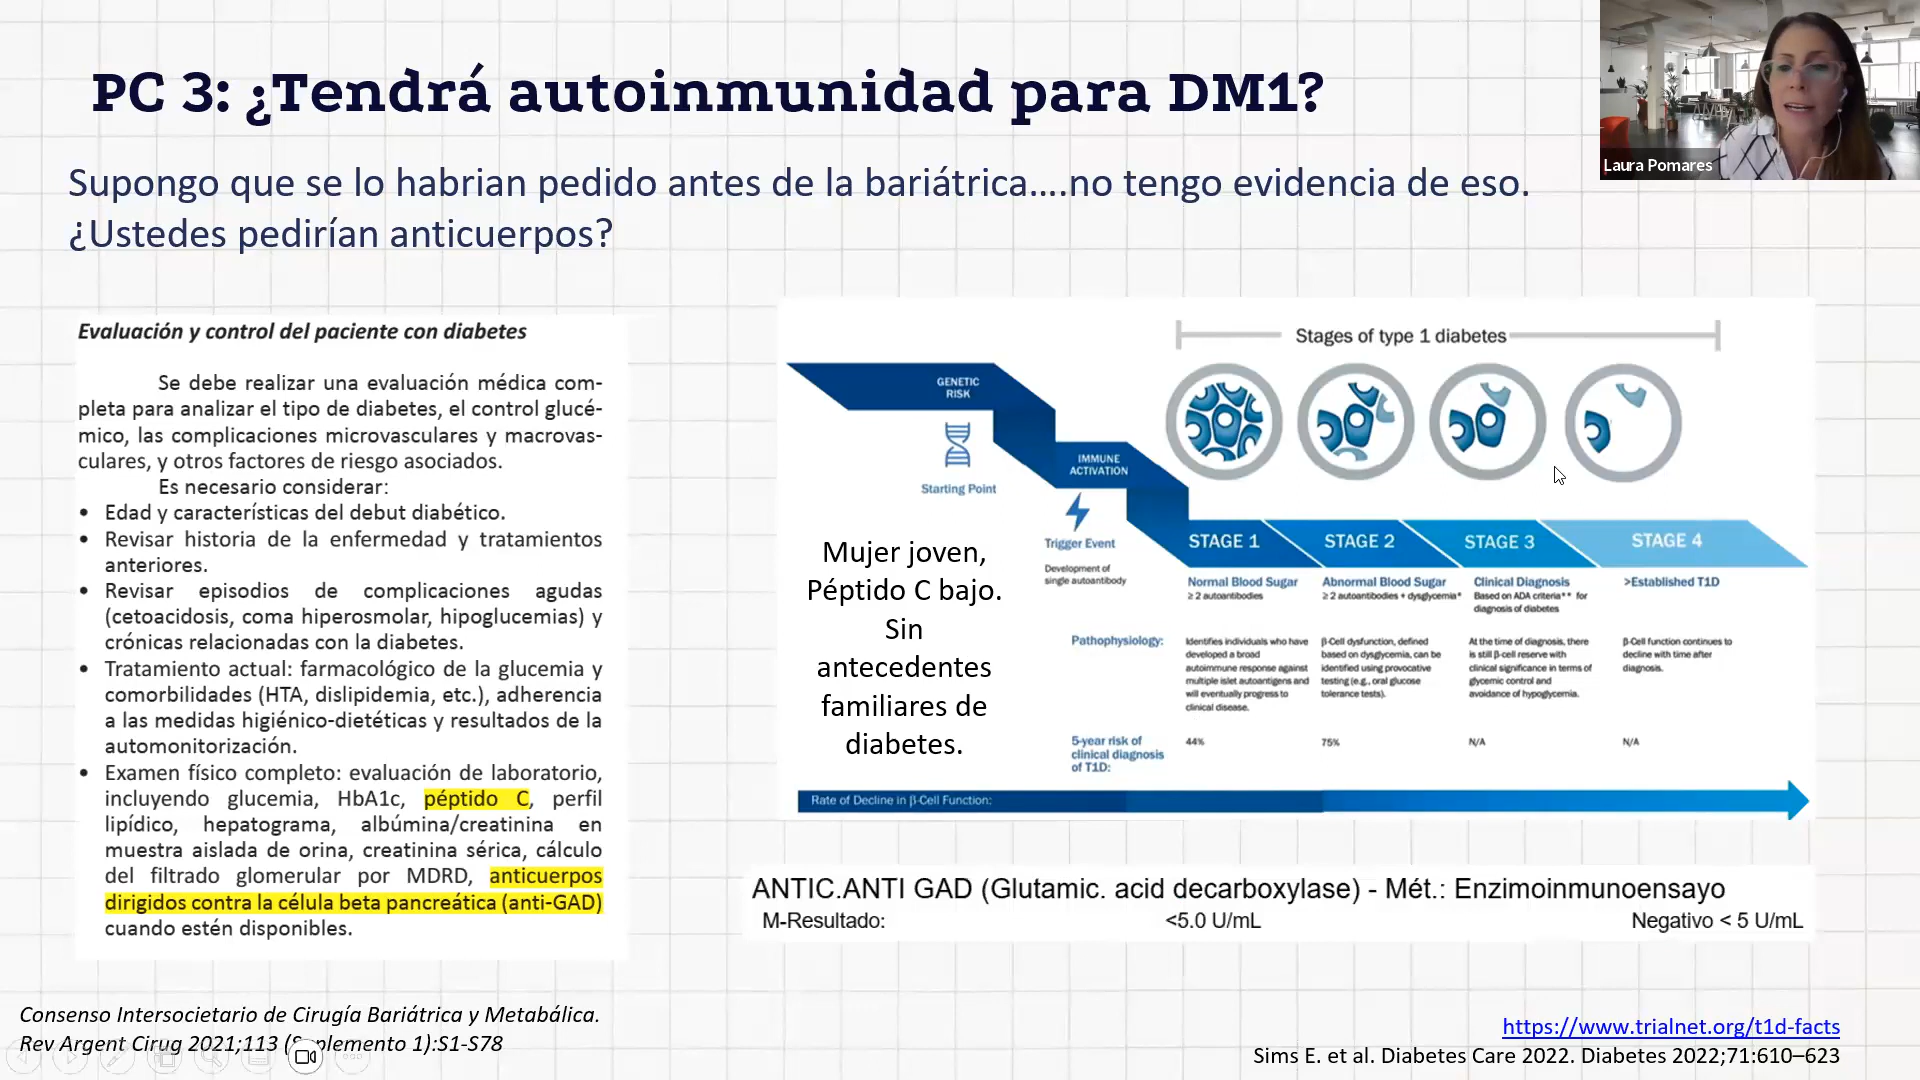 PC 3: ¿Tendrá autoinmunidad para DM1?
Laura Pomares
Supongo que se lo habrian pedido antes de la bariátrica....no tengo evidencia de eso.
¿Ustedes pedirían anticuerpos?
Evaluación y control del paciente con diabetes
Se debe realizar una evaluación médica com-
pleta para analizar el tipo de diabetes, el control glucé-
mico, las complicaciones microvasculares y macrovas-
culares, y otros factores de riesgo asociados.
Es necesario considerar:
• Edad y características del debut diabético.
• Revisar historia de la enfermedad y tratamientos
anteriores.
• Revisar episodios de complicaciones agudas
(cetoacidosis, coma hiperosmolar, hipoglucemias) y
crónicas relacionadas con la diabetes.
• Tratamiento actual: farmacológico de la glucemia y
comorbilidades (HTA, dislipidemia, etc.), adherencia
a las medidas higiénico-dietéticas y resultados de la
automonitorización.
• Examen físico completo: evaluación de laboratorio,
incluyendo glucemia, HbA1c, péptido C, perfil
lipídico, hepatograma, albúmina/creatinina en
muestra aislada de orina, creatinina sérica, cálculo
del filtrado glomerular por MDRD, anticuerpos
dirigidos contra la célula beta pancreática (anti-GAD)
cuando estén disponibles.
Stages of type 1 diabetes
GENETIC
RISK
Starting Point
IMMUNE
ACTIVATION
Trigger Event
Development of
single autoantibody
Mujer joven,
Péptido C bajo.
Sin
antecedentes
familiares de
diabetes.
STAGE 1
STAGE 2
STAGE 3
STAGE 4
Normal Blood Sugar
≥ 2 autoantibodies
Abnormal Blood Sugar
≥ 2 autoantibodies + dysglycemia*
Clinical Diagnosis
Based on ADA criteria** for
diagnosis of diabetes
>Established T1D
Pathophysiology:
Identifies individuals who have
developed a broad
autoimmune response against
multiple islet autoantigens and
will eventually progress to
clinical disease.
β-Cell dysfunction, defined
based on dysglycemia, can be
identified using provocative
testing (e.g., oral glucose
tolerance tests).
At the time of diagnosis, there
is still β-cell reserve with
clinical significance in terms of
glycemic control and
avoidance of hypoglycemia.
β-Cell function continues to
decline with time after
diagnosis.
5-year risk of
clinical diagnosis
of T1D:
44%
75%
N/A
N/A
Rate of Decline in β-Cell Function:
ANTIC.ANTI GAD (Glutamic. acid decarboxylase) - Mét.: Enzimoinmunoensayo
M-Resultado: <5.0 U/mL Negativo < 5 U/mL
Consenso Intersocietario de Cirugía Bariátrica y Metabálica.
Rev Argent Cirug 2021;113 (Suplemento 1):S1-S78
https://www.trialnet.org/t1d-facts
Sims E. et al. Diabetes Care 2022. Diabetes 2022;71:610–623